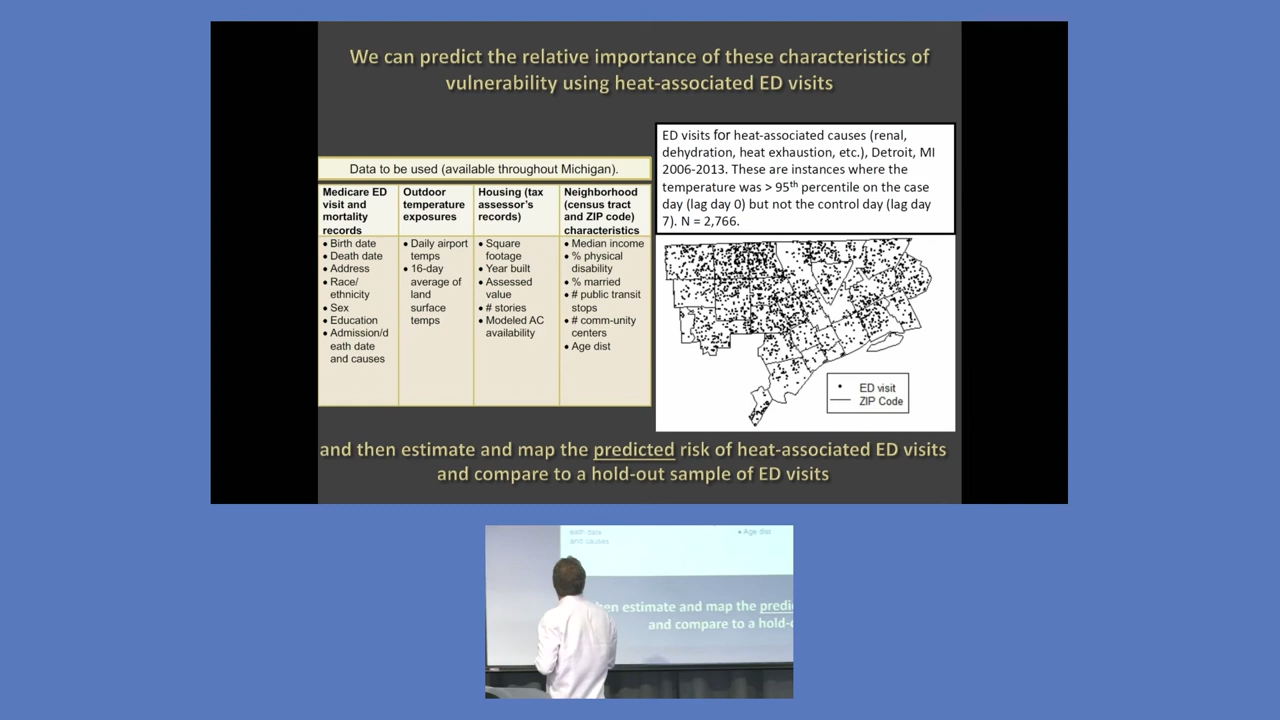 We can predict the relative importance of these characteristics of
vulnerability using heat-associated ED visits
Data to be used (available throughout Michigan).
Medicare ED
visit and
mortality
records
• Birth date
• Death date
• Address
• Race/
ethnicity
• Sex
• Education
• Admission/d
eath date
and causes
Outdoor
temperature
exposures
• Daily airport
temps
• 16-day
average of
land
surface
temps
Housing (tax
assessor's
records)
• Square
footage
• Year built
• Assessed
value
• # stories
• Modeled AC
availability
Neighborhood
(census tract
and ZIP code)
characteristics
• Median income
• % physical
disability
• % married
• # public transit
stops
• # comm-unity
centers
• Age dist
ED visits for heat-associated causes (renal,
dehydration, heat exhaustion, etc.), Detroit, MI
2006-2013. These are instances where the
temperature was > 95th percentile on the case
day (lag day 0) but not the control day (lag day
7). N = 2,766.
ED visit
ZIP Code
and then estimate and map the predicted risk of heat-associated ED visits
and compare to a hold-out sample of ED visits
eath date
and causes
• Age dist
hen estimate and map the predi
and compare to a hold-o